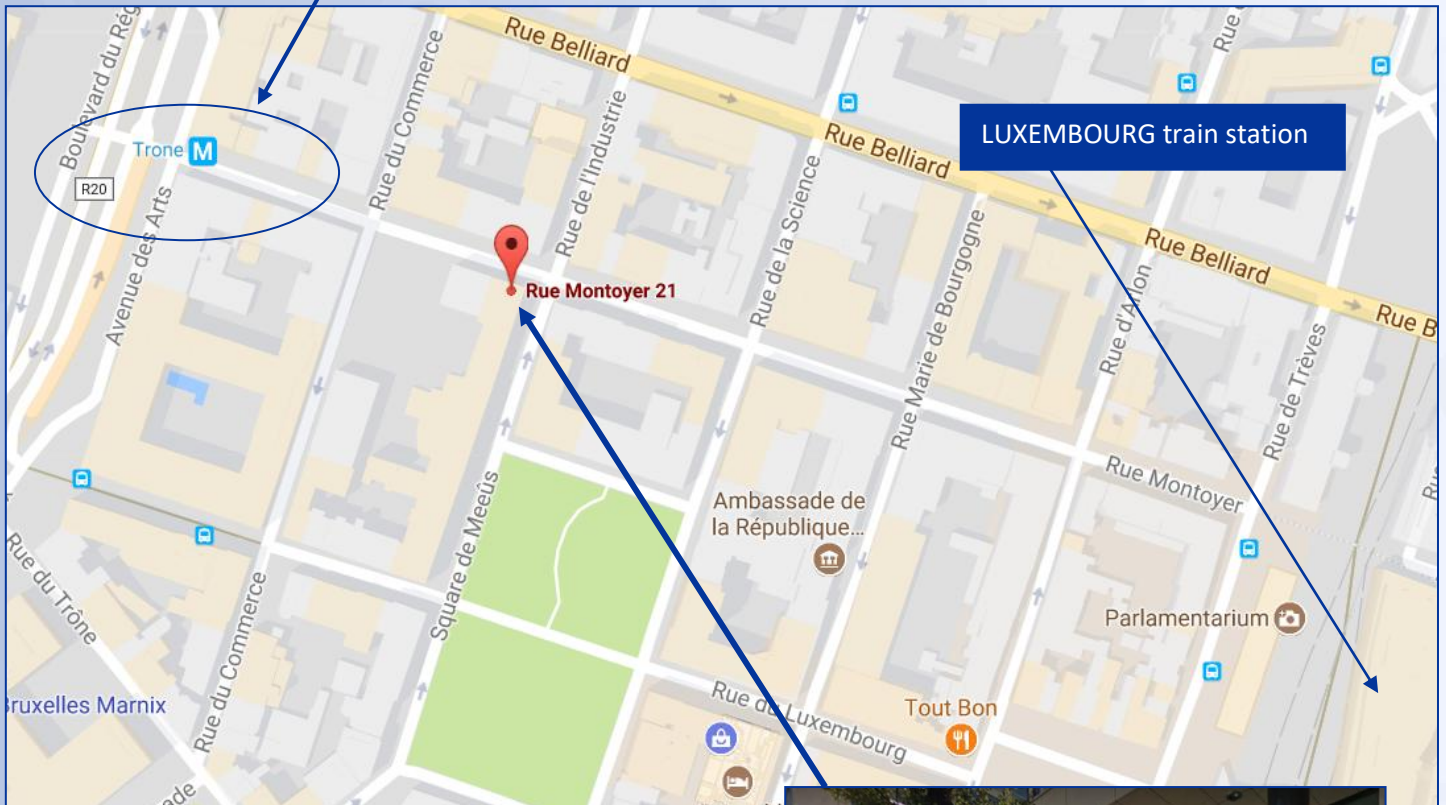 Boulevard du Rég
Rue du Commerce
Rue Belliard
Rue de l'Industrie
LUXEMBOURG train station
Trone M
R20
Avenue des Arts
Rue Belliard
Rue de la Science
Rue Marie de Bourgogne
Rue d'Arlon
Rue Belliard
Rue B
Rue de Trèves
Rue Montoyer 21
Rue Montoyer
Ambassade de
la République...
Square de Meeûs
Rue du Trône
Rue du Commerce
Parlamentarium
Bruxelles Marnix
Rue du Luxembourg
Tout Bon
ade